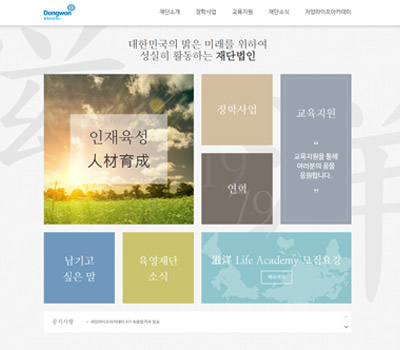 Dongwon
재단소개 장학사업 교육지원 재단소식 자양라이프아카데미
대한민국의 밝은 미래를 위하여
성실히 활동하는 재단법인
인재육성
人材育成
장학사업
교육지원
교육지원을 통해
여러분의 꿈을
응원합니다.
연혁
1979
남기고
싶은 말
육영재단
소식
滋洋 Life Academy 모집요강
공지사항